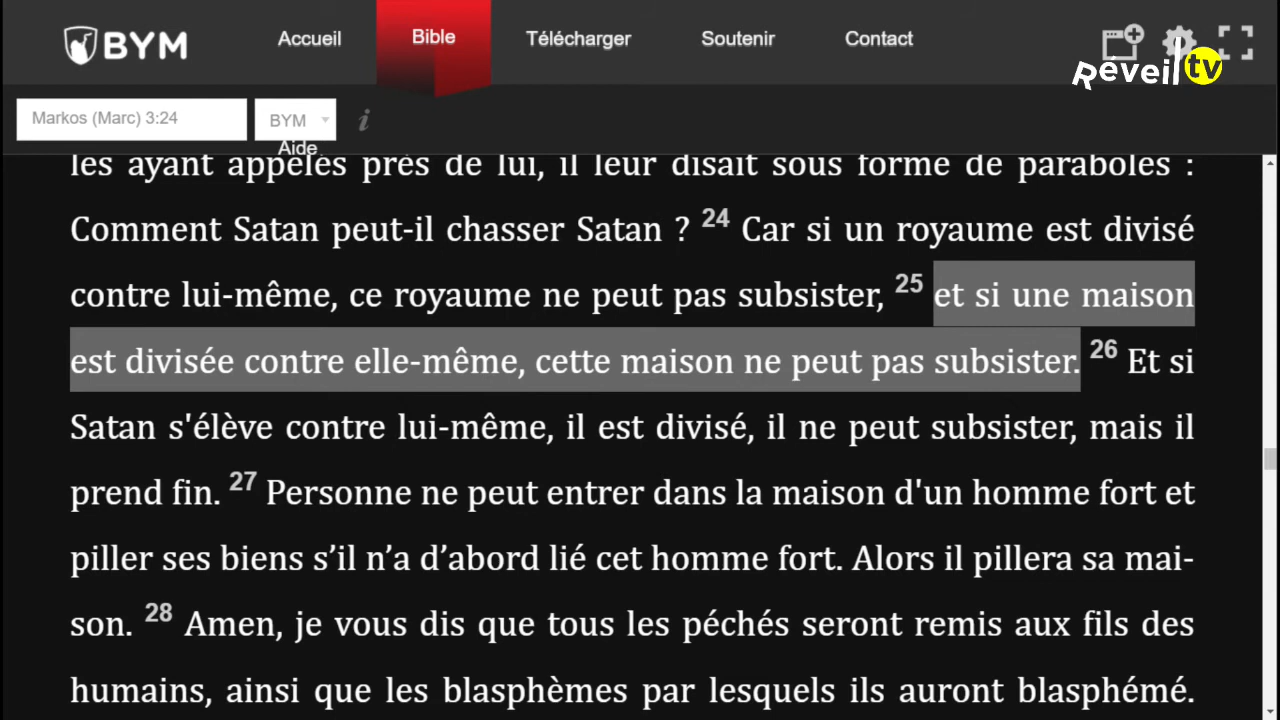 BYM Accueil Bible Télécharger Soutenir Contact
Réveil tv
Markos (Marc) 3:24 BYM i
Aide
les ayant appelés près de lui, il leur disait sous forme de paraboles :
Comment Satan peut-il chasser Satan ? 24 Car si un royaume est divisé
contre lui-même, ce royaume ne peut pas subsister, 25 et si une maison
est divisée contre elle-même, cette maison ne peut pas subsister. 26 Et si
Satan s'élève contre lui-même, il est divisé, il ne peut subsister, mais il
prend fin. 27 Personne ne peut entrer dans la maison d'un homme fort et
piller ses biens s’il n’a d’abord lié cet homme fort. Alors il pillera sa mai-
son. 28 Amen, je vous dis que tous les péchés seront remis aux fils des
humains, ainsi que les blasphèmes par lesquels ils auront blasphémé.